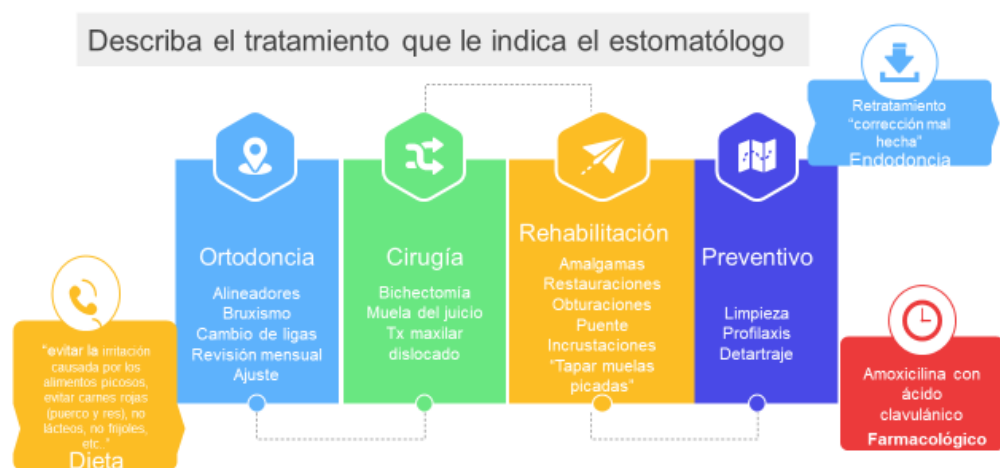 Describa el tratamiento que le indica el estomatólogo
Retratamiento
"corrección mal
hecha"
Endodoncia
Ortodoncia
Alineadores
Bruxismo
Cambio de ligas
Revisión mensual
Ajuste
Cirugía
Bichectomía
Muela del juicio
Tx maxilar
dislocado
Rehabilitación
Amalgamas
Restauraciones
Obturaciones
Puente
Incrustaciones
"Tapar muelas
picadas"
Preventivo
Limpieza
Profilaxis
Detartraje
"evitar la irritación
causada por los
alimentos picosos,
evitar carnes rojas
(puerco y res), no
lácteos, no frijoles,
etc.."
Dieta
Amoxicilina con
ácido
clavulánico
Farmacológico